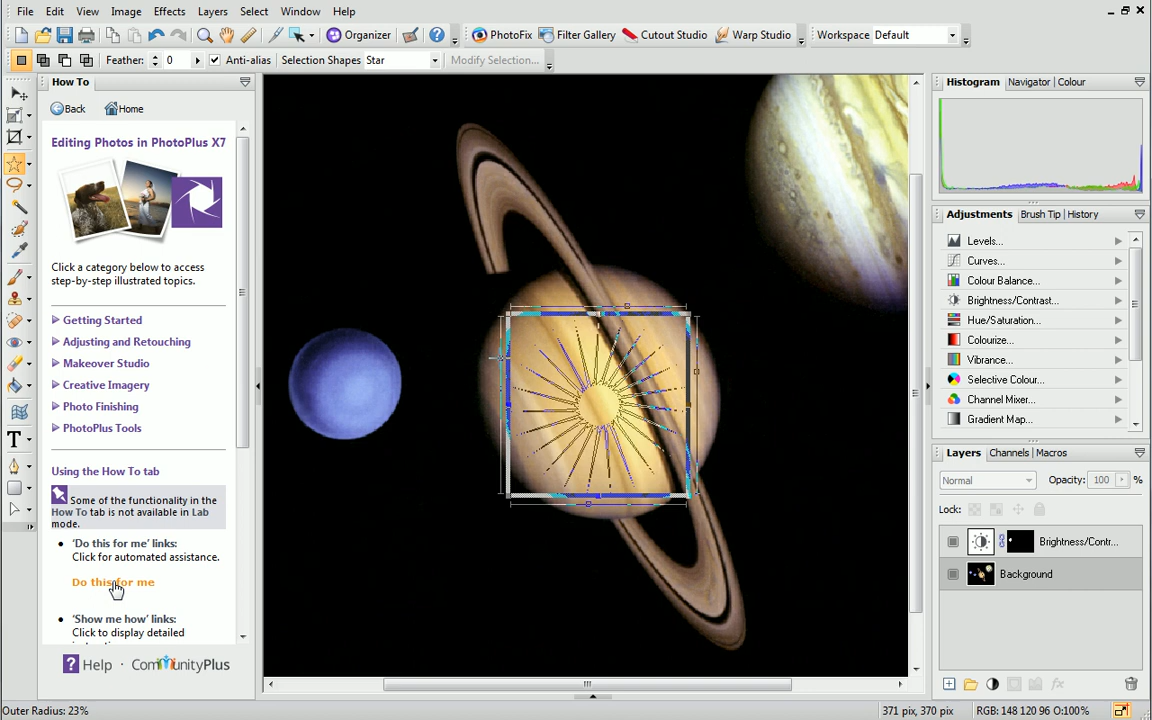 File Edit View Image Effects Layers Select Window Help
Organizer PhotoFix Filter Gallery Cutout Studio Warp Studio Workspace Default
Feather: 0 Anti-alias Selection Shapes Star Modify Selection...
How To
Back Home
Editing Photos in PhotoPlus X7
Click a category below to access
step-by-step illustrated topics.
Getting Started
Adjusting and Retouching
Makeover Studio
Creative Imagery
Photo Finishing
PhotoPlus Tools
Using the How To tab
Some of the functionality in the
How To tab is not available in Lab
mode.
'Do this for me' links:
Click for automated assistance.
Do this for me
'Show me how' links:
Click to display detailed
? Help · CommunityPlus
Histogram Navigator Colour
Adjustments Brush Tip History
Levels...
Curves...
Colour Balance...
Brightness/Contrast...
Hue/Saturation...
Colourize...
Vibrance...
Selective Colour...
Channel Mixer...
Gradient Map...
Layers Channels Macros
Normal Opacity: 100 %
Lock:
Brightness/Contr...
Background
Outer Radius: 23% 371 pix, 370 pix RGB: 148 120 96 O:100%